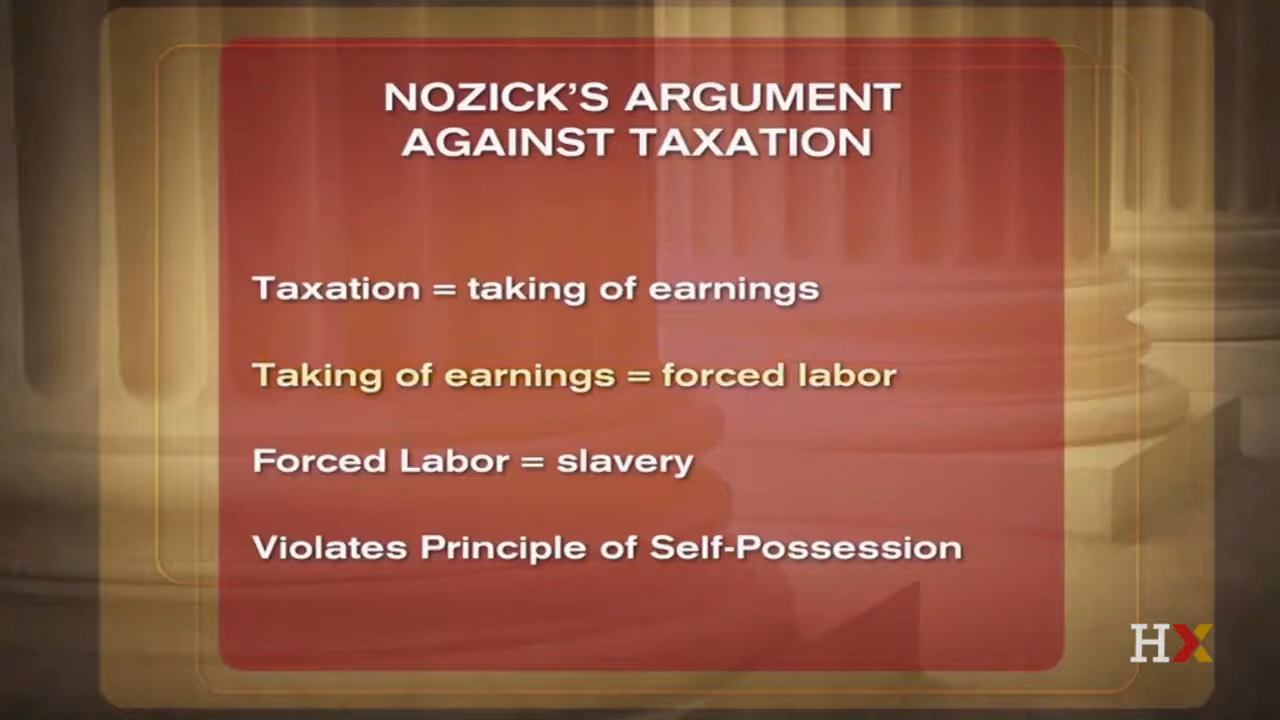 NOZICK'S ARGUMENT
AGAINST TAXATION
Taxation = taking of earnings
Taking of earnings = forced labor
Forced Labor = slavery
Violates Principle of Self-Possession
HX